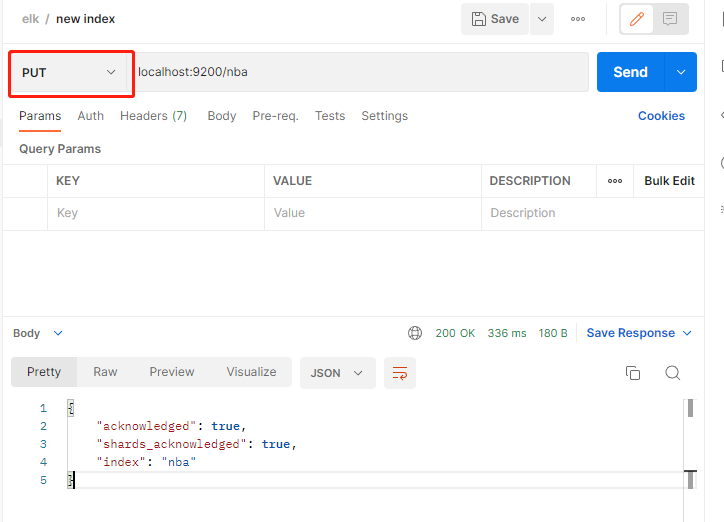 elk / new index Save
PUT localhost:9200/nba Send
Params Auth Headers (7) Body Pre-req. Tests Settings Cookies
Query Params
KEY VALUE DESCRIPTION Bulk Edit
Key Value Description
Body 200 OK 336 ms 180 B Save Response
Pretty Raw Preview Visualize JSON
1 {
2 "acknowledged": true,
3 "shards_acknowledged": true,
4 "index": "nba"
5 }